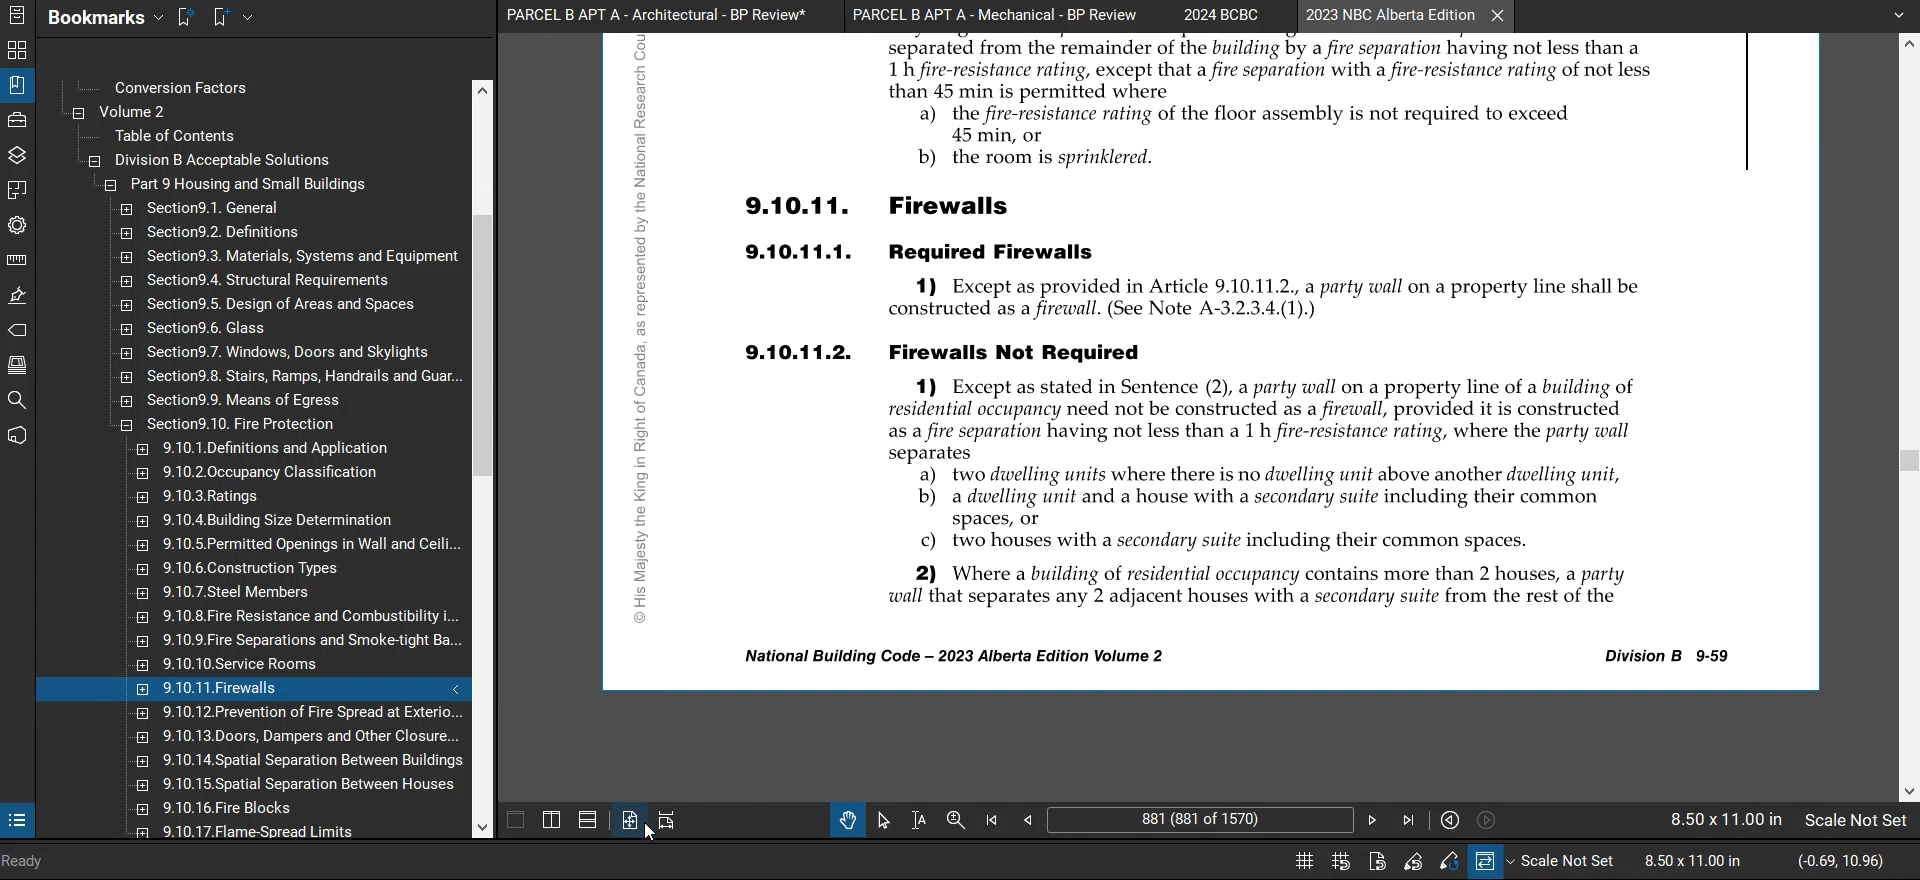 Bookmarks
PARCEL B APT A - Architectural - BP Review*
PARCEL B APT A - Mechanical - BP Review
2024 BCBC
2023 NBC Alberta Edition
Conversion Factors
Volume 2
Table of Contents
Division B Acceptable Solutions
Part 9 Housing and Small Buildings
Section9.1. General
Section9.2. Definitions
Section9.3. Materials, Systems and Equipment
Section9.4. Structural Requirements
Section9.5. Design of Areas and Spaces
Section9.6. Glass
Section9.7. Windows, Doors and Skylights
Section9.8. Stairs, Ramps, Handrails and Guar...
Section9.9. Means of Egress
Section9.10. Fire Protection
9.10.1.Definitions and Application
9.10.2.Occupancy Classification
9.10.3.Ratings
9.10.4.Building Size Determination
9.10.5.Permitted Openings in Wall and Ceili...
9.10.6.Construction Types
9.10.7.Steel Members
9.10.8.Fire Resistance and Combustibility i...
9.10.9.Fire Separations and Smoke-tight Ba...
9.10.10.Service Rooms
9.10.11.Firewalls
9.10.12.Prevention of Fire Spread at Exterio...
9.10.13.Doors, Dampers and Other Closure...
9.10.14.Spatial Separation Between Buildings
9.10.15.Spatial Separation Between Houses
9.10.16.Fire Blocks
9.10.17.Flame-Spread Limits
© His Majesty the King in Right of Canada, as represented by the National Research Cou
separated from the remainder of the building by a fire separation having not less than a
1 h fire-resistance rating, except that a fire separation with a fire-resistance rating of not less
than 45 min is permitted where
a) the fire-resistance rating of the floor assembly is not required to exceed
45 min, or
b) the room is sprinklered.
9.10.11. Firewalls
9.10.11.1. Required Firewalls
1) Except as provided in Article 9.10.11.2., a party wall on a property line shall be
constructed as a firewall. (See Note A-3.2.3.4.(1).)
9.10.11.2. Firewalls Not Required
1) Except as stated in Sentence (2), a party wall on a property line of a building of
residential occupancy need not be constructed as a firewall, provided it is constructed
as a fire separation having not less than a 1 h fire-resistance rating, where the party wall
separates
a) two dwelling units where there is no dwelling unit above another dwelling unit,
b) a dwelling unit and a house with a secondary suite including their common
spaces, or
c) two houses with a secondary suite including their common spaces.
2) Where a building of residential occupancy contains more than 2 houses, a party
wall that separates any 2 adjacent houses with a secondary suite from the rest of the
National Building Code – 2023 Alberta Edition Volume 2
Division B 9-59
881 (881 of 1570)
8.50 x 11.00 in
Scale Not Set
Ready
Scale Not Set
8.50 x 11.00 in
(-0.69, 10.96)